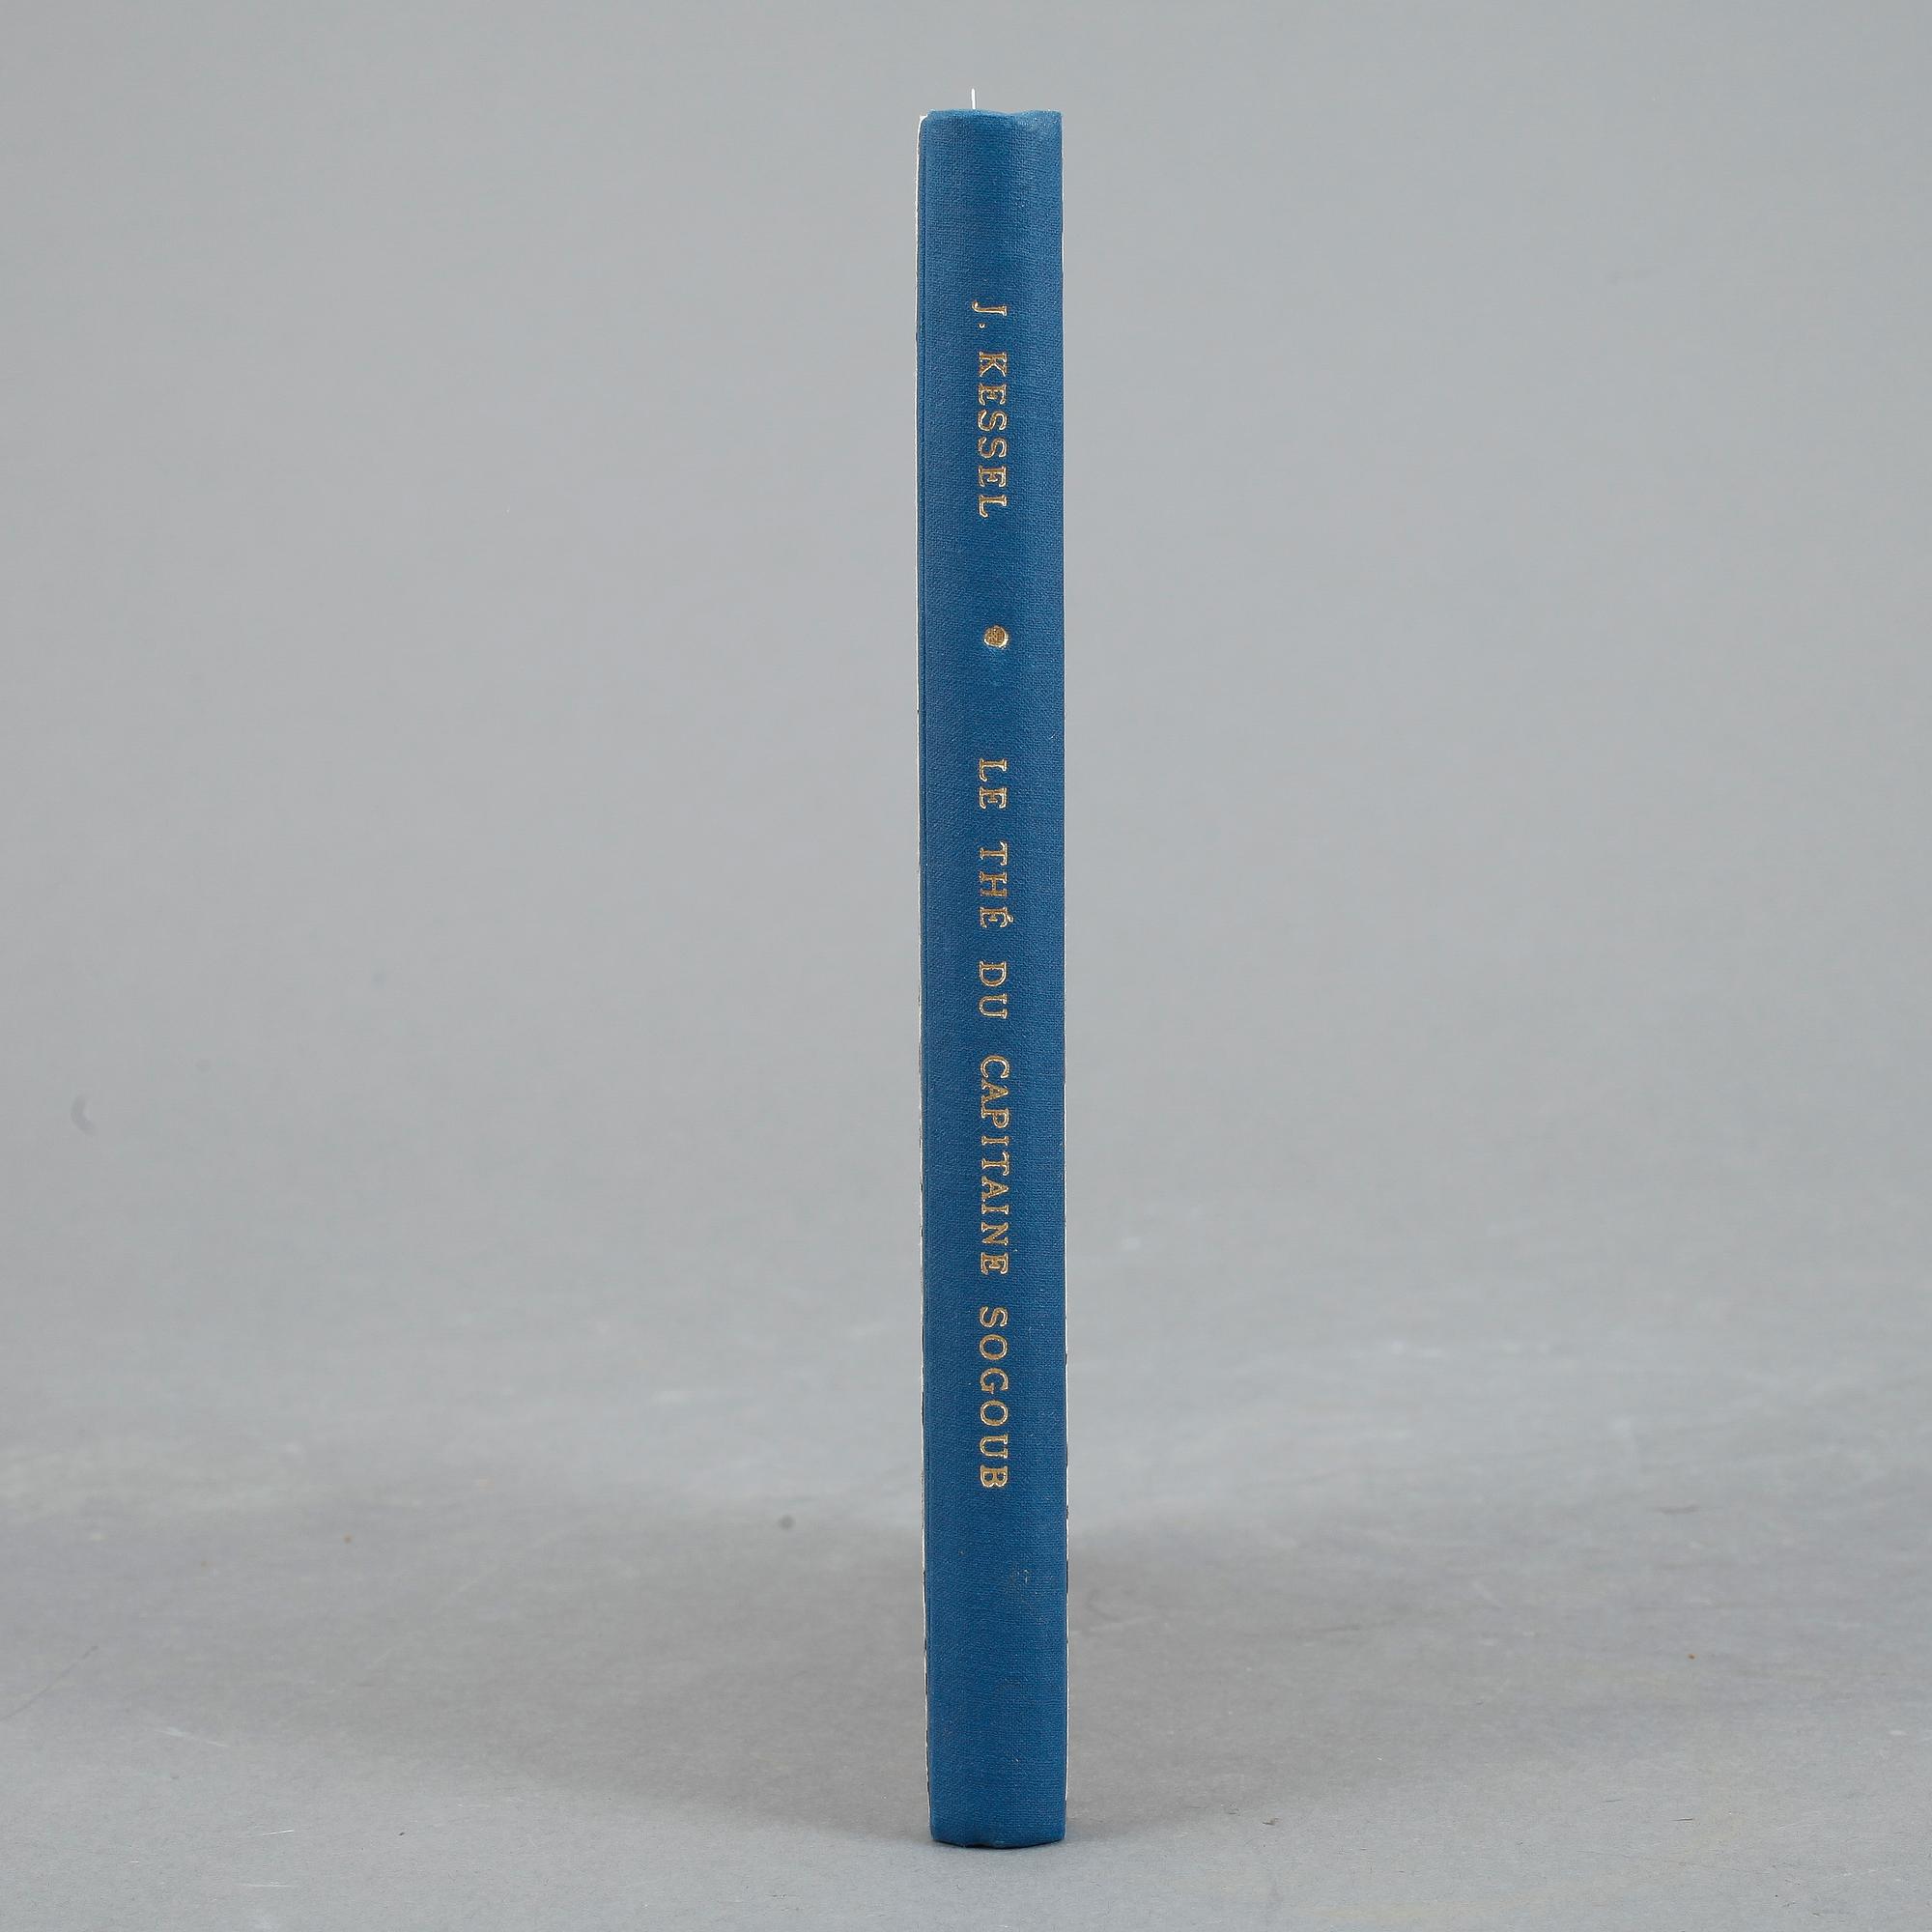 J. KESSEL • LE THÉ DU CAPITAINE SOGOUB